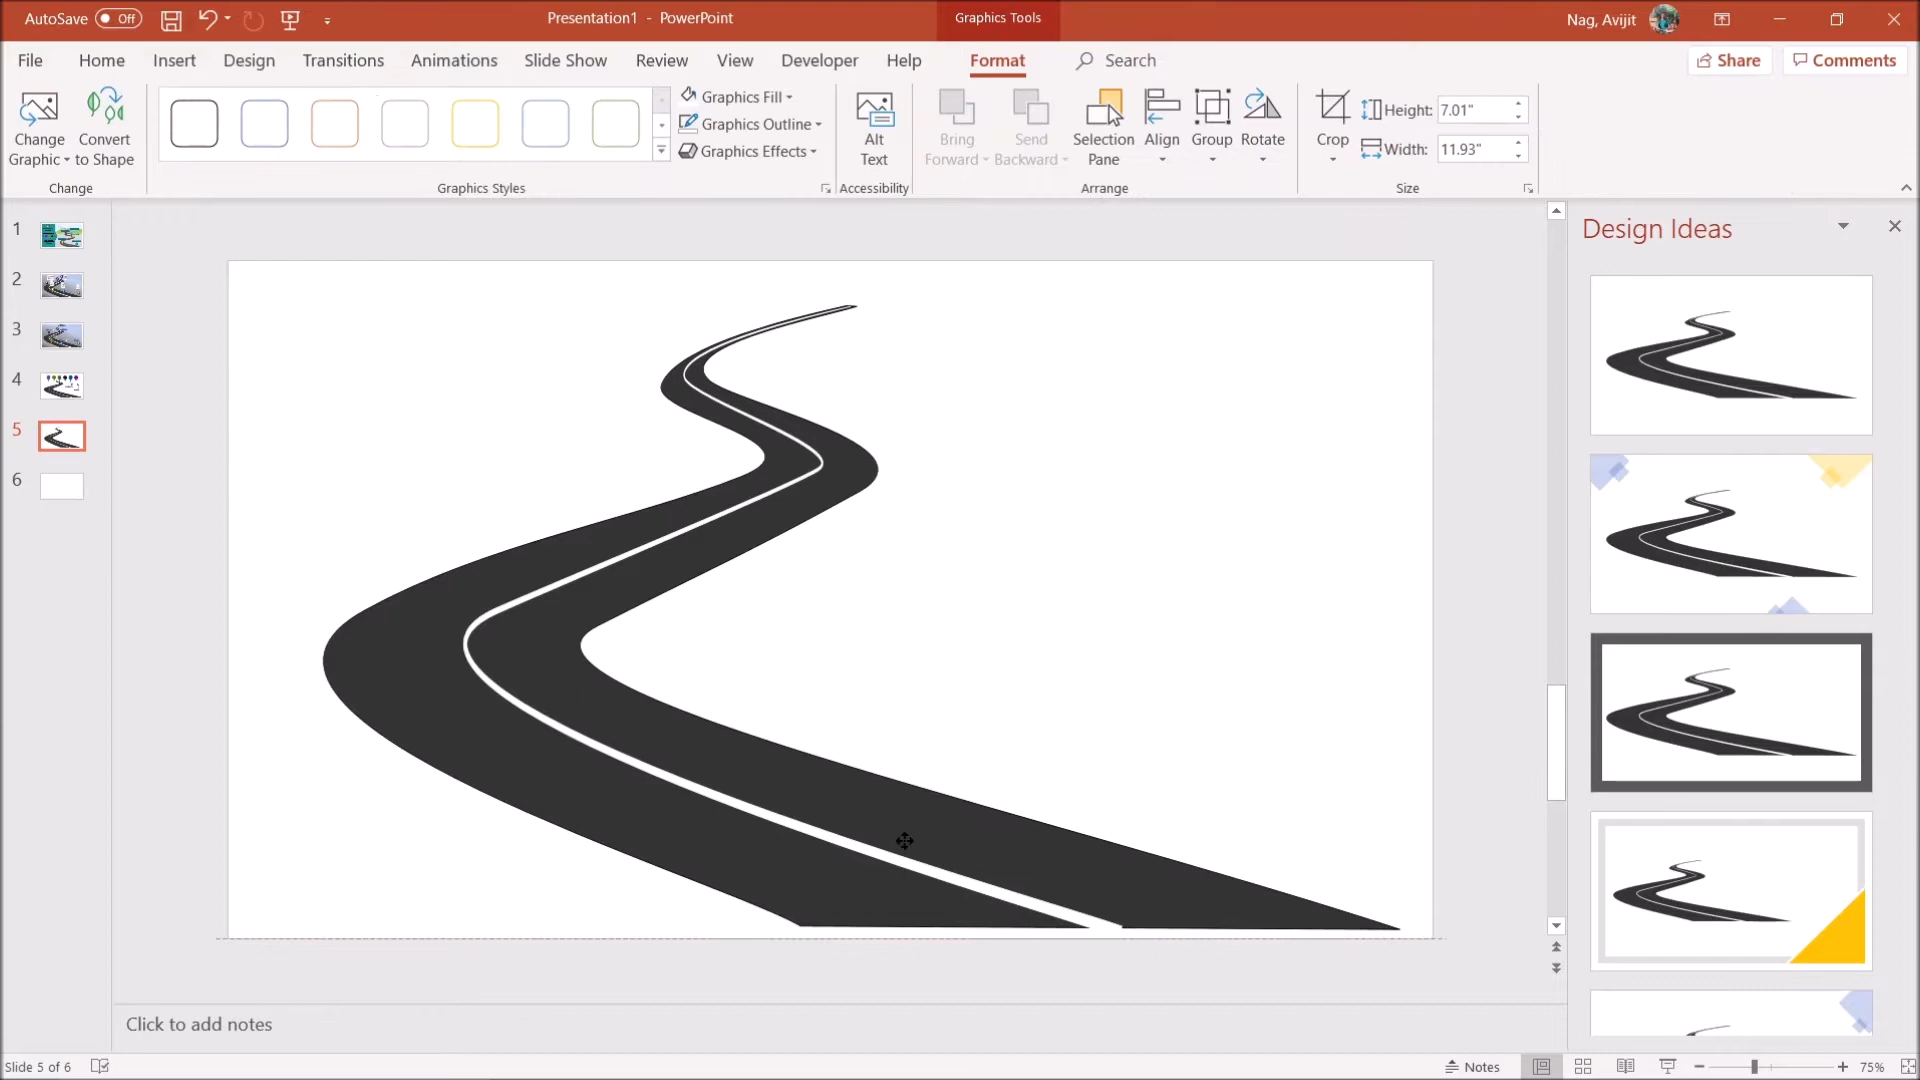 AutoSave Off
Presentation1 - PowerPoint
Graphics Tools
Nag, Avijit
File Home Insert Design Transitions Animations Slide Show Review View Developer Help Format Search Share Comments
Change Graphic
Convert to Shape
Change
Graphics Fill
Graphics Outline
Graphics Effects
Graphics Styles
Alt Text
Accessibility
Bring Forward
Send Backward
Selection Pane
Align
Group
Rotate
Arrange
Crop
Height: 7.01"
Width: 11.93"
Size
1
2
3
4
5
6
Design Ideas
Click to add notes
Slide 5 of 6
Notes
75%